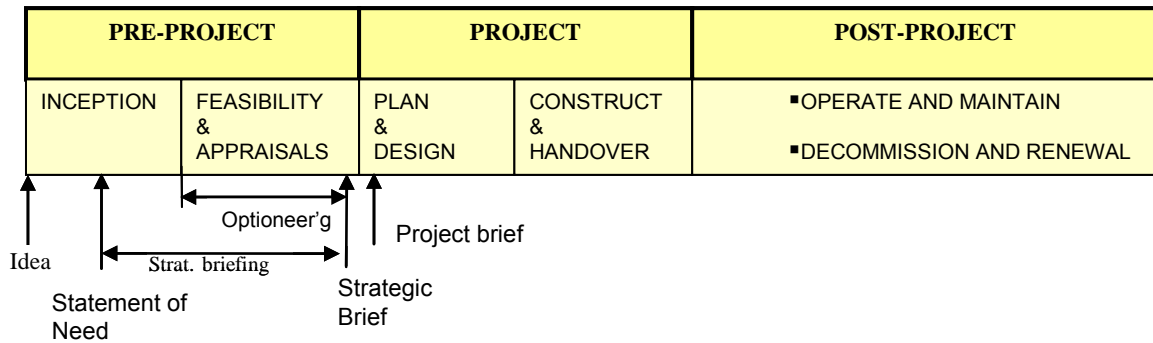 PRE-PROJECT
PROJECT
POST-PROJECT
INCEPTION
FEASIBILITY
&
APPRAISALS
PLAN
&
DESIGN
CONSTRUCT
&
HANDOVER
▪OPERATE AND MAINTAIN
▪DECOMMISSION AND RENEWAL
Optioneer'g
Project brief
Idea
Strat. briefing
Statement of
Need
Strategic
Brief